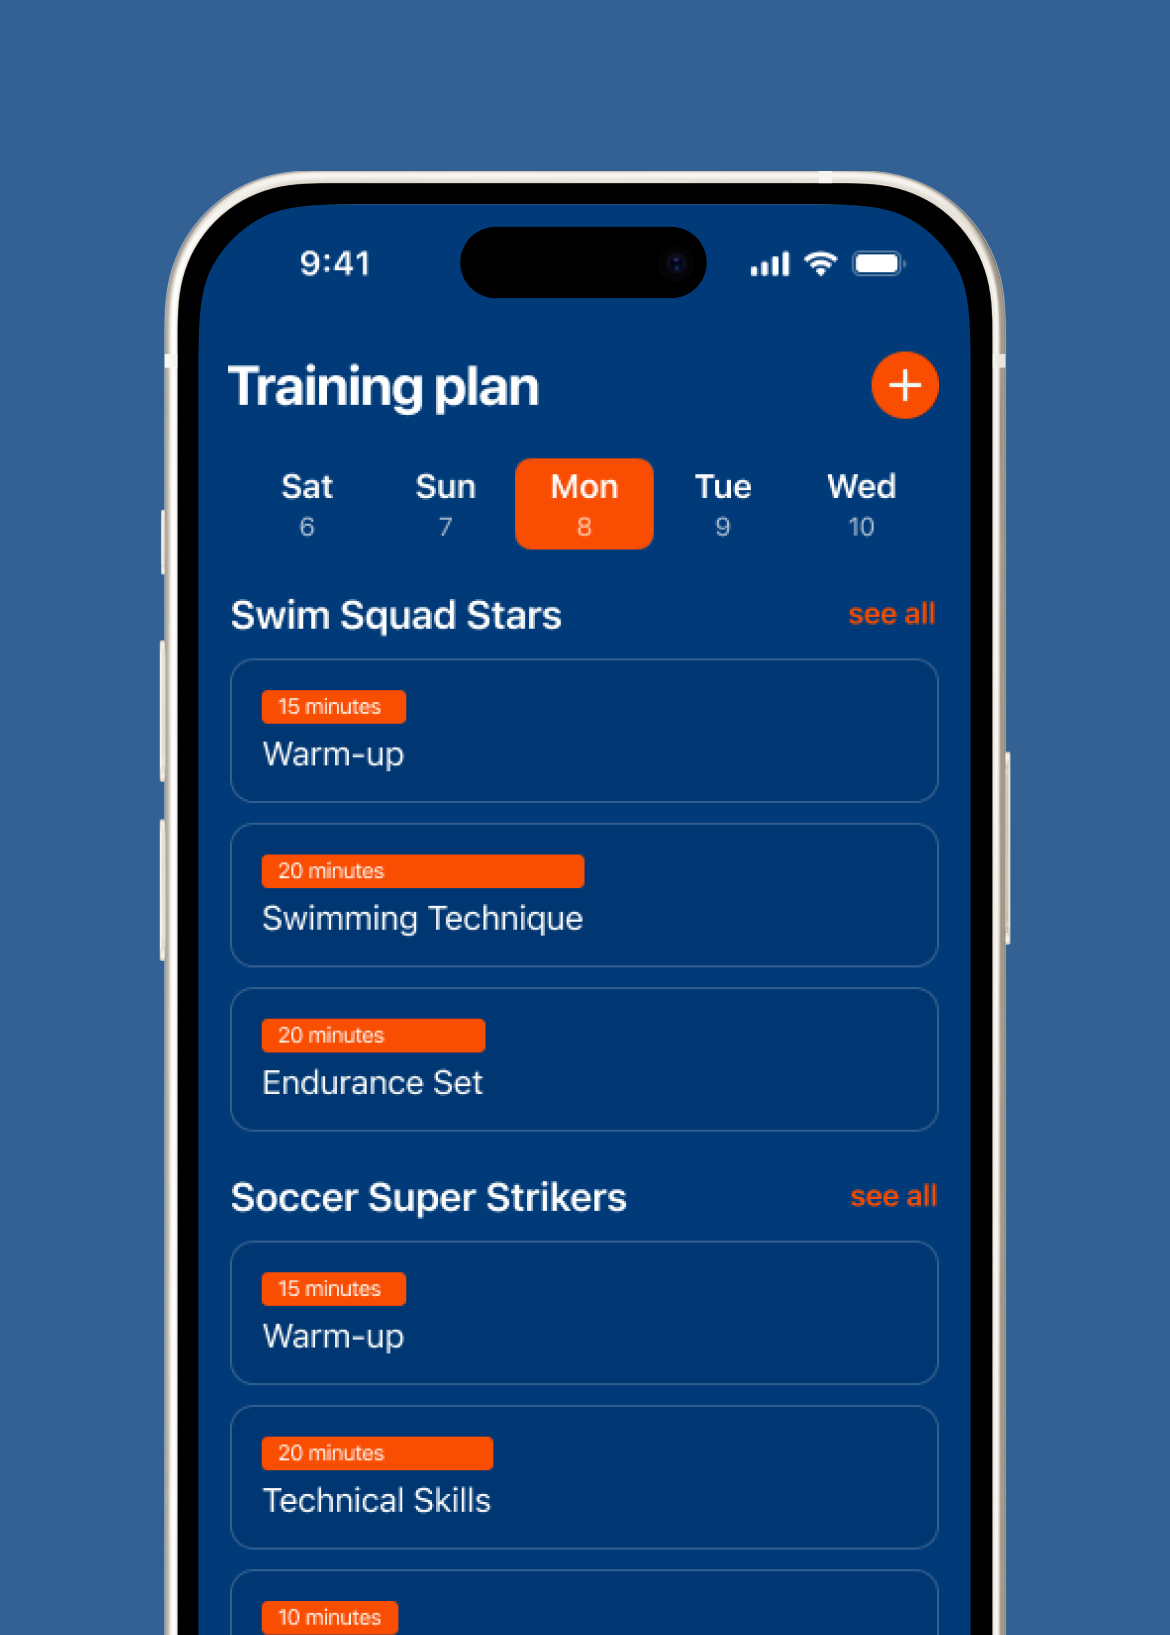 9:41
Training plan
Sat Sun Mon Tue Wed
6 7 8 9 10
Swim Squad Stars see all
15 minutes
Warm-up
20 minutes
Swimming Technique
20 minutes
Endurance Set
Soccer Super Strikers see all
15 minutes
Warm-up
20 minutes
Technical Skills
10 minutes